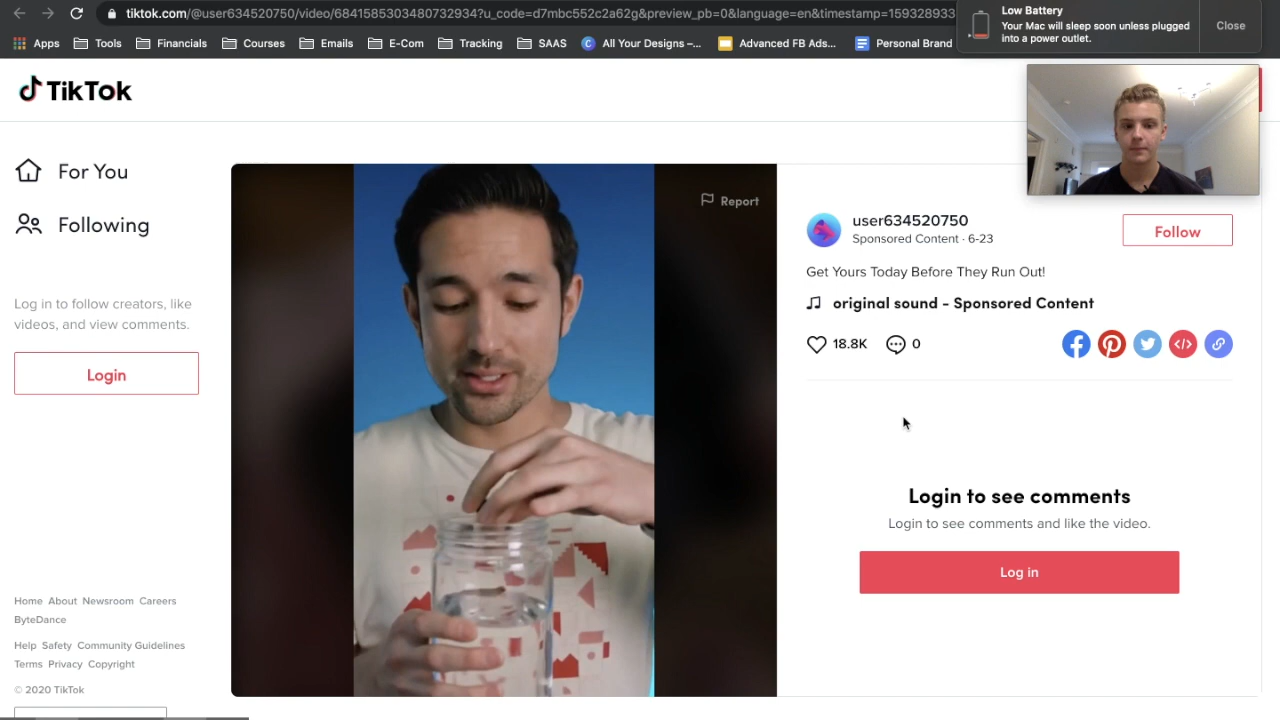 tiktok.com/@user634520750/video/6841585303480732934?u_code=d7mbc552c2a62g&preview_pb=0&language=en&timestamp=159328933
Low Battery
Your Mac will sleep soon unless plugged
into a power outlet.
Close
Apps Tools Financials Courses Emails E-Com Tracking SAAS All Your Designs –... Advanced FB Ads... Personal Brand
TikTok
For You
Following
Log in to follow creators, like
videos, and view comments.
Login
Home About Newsroom Careers
ByteDance
Help Safety Community Guidelines
Terms Privacy Copyright
© 2020 TikTok
Report
user634520750
Sponsored Content · 6-23
Follow
Get Yours Today Before They Run Out!
original sound - Sponsored Content
18.8K 0
Login to see comments
Login to see comments and like the video.
Log in